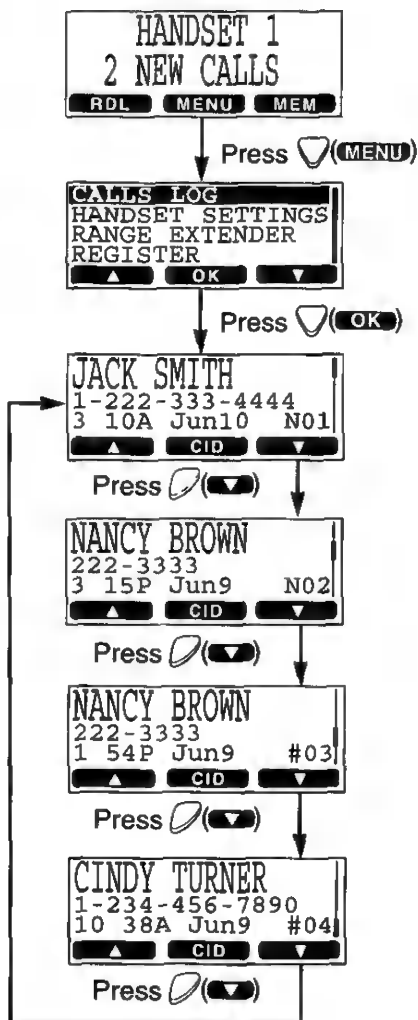 HANDSET 1
2 NEW CALLS
RDL MENU MEM
Press (MENU)
CALLS LOG
HANDSET SETTINGS
RANGE EXTENDER
REGISTER
▲ OK ▼
Press (OK)
JACK SMITH
1-222-333-4444
3 10A Jun10 N01
▲ CID ▼
Press (▼)
NANCY BROWN
222-3333
3 15P Jun9 N02
▲ CID ▼
Press (▼)
NANCY BROWN
222-3333
1 54P Jun9 #03
▲ CID ▼
Press (▼)
CINDY TURNER
1-234-456-7890
10 38A Jun9 #04
▲ CID ▼
Press (▼)